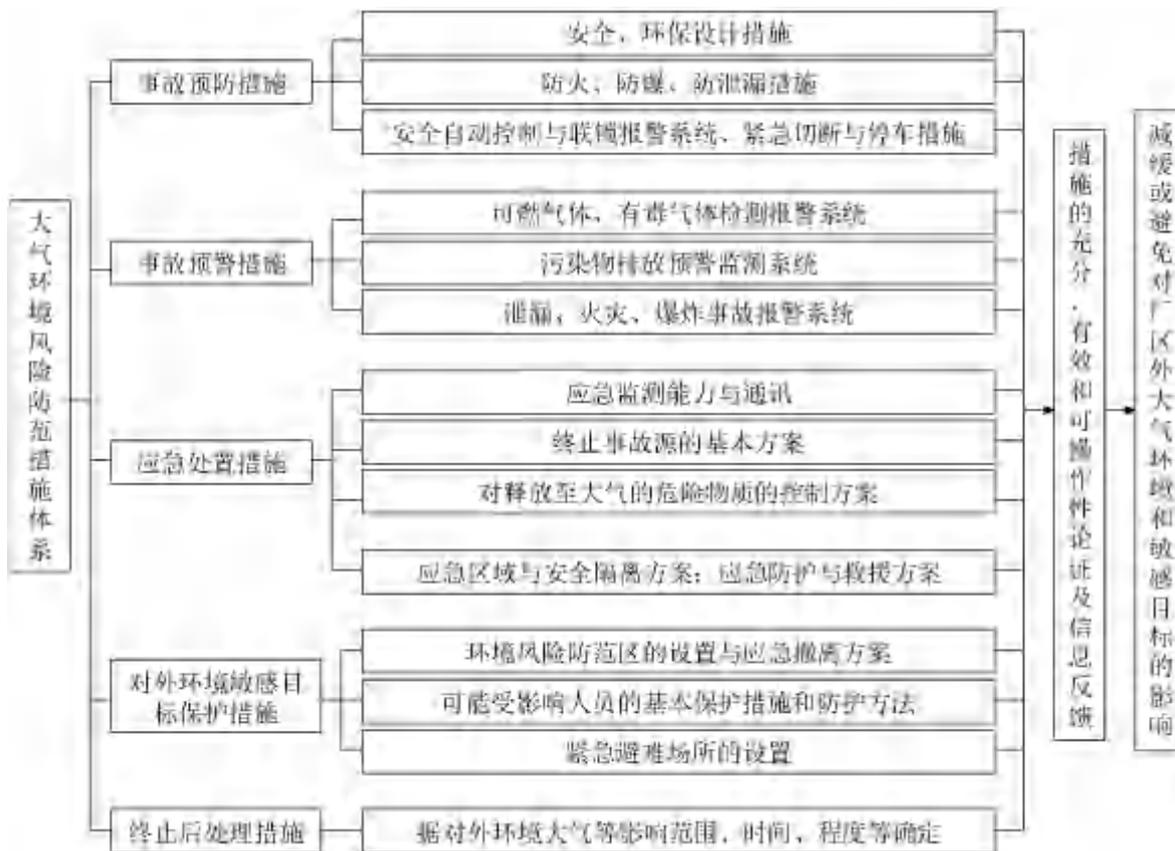 大气环境风险防范措施体系
事故预防措施
安全、环保设计措施
防火、防爆、防泄漏措施
安全自动控制与联锁报警系统、紧急切断与停车措施
事故预警措施
可燃气体、有毒气体检测报警系统
污染物排放预警监测系统
泄漏、火灾、爆炸事故报警系统
应急处置措施
应急监测能力与通讯
终止事故源的基本方案
对释放至大气的危险物质的控制方案
应急区域与安全隔离方案；应急防护与救援方案
对外环境敏感目
标保护措施
环境风险防范区的设置与应急撤离方案
可能受影响人员的基本保护措施和防护方法
紧急避难场所的设置
终止后处理措施
据对外环境大气等影响范围、时间、程度等确定
措施的充分、有效和可操作性论证及信息反馈
减缓或避免对厂区外大气环境和敏感目标的影响